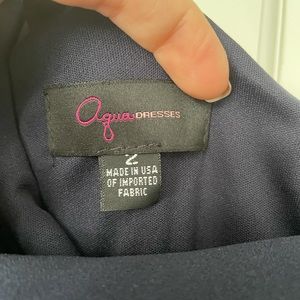 aqua DRESSES
2
MADE IN USA
OF IMPORTED
FABRIC